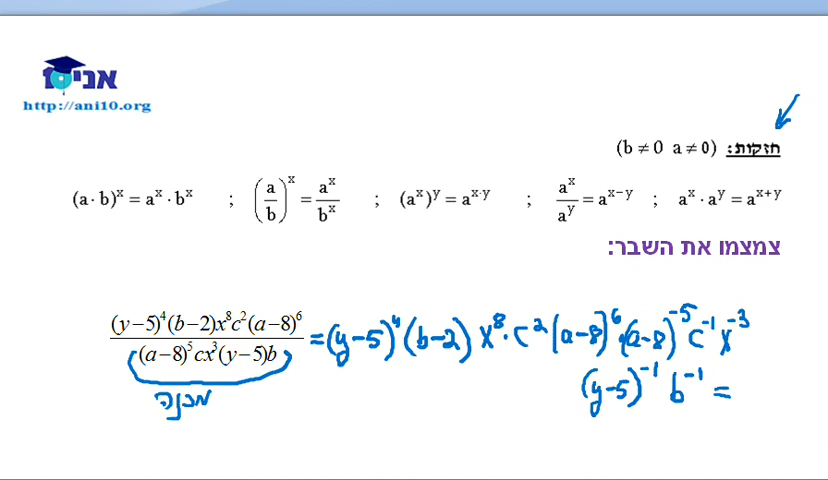 אני10
http://ani10.org
חזקות: (b ≠ 0 a ≠ 0)
(a · b)^x = a^x · b^x ; (a/b)^x = a^x/b^x ; (a^x)^y = a^{x·y} ; a^x/a^y = a^{x−y} ; a^x · a^y = a^{x+y}
צמצמו את השבר:
(y−5)^4(b−2)x^8c^2(a−8)^6 / (a−8)^5cx^3(y−5)b = (y−5)^4 (b−2) x^8 · c^2 (a−8)^6 · (a−8)^{−5} c^{−1} x^{−3}
(y−5)^{−1} b^{−1} =
מכנה